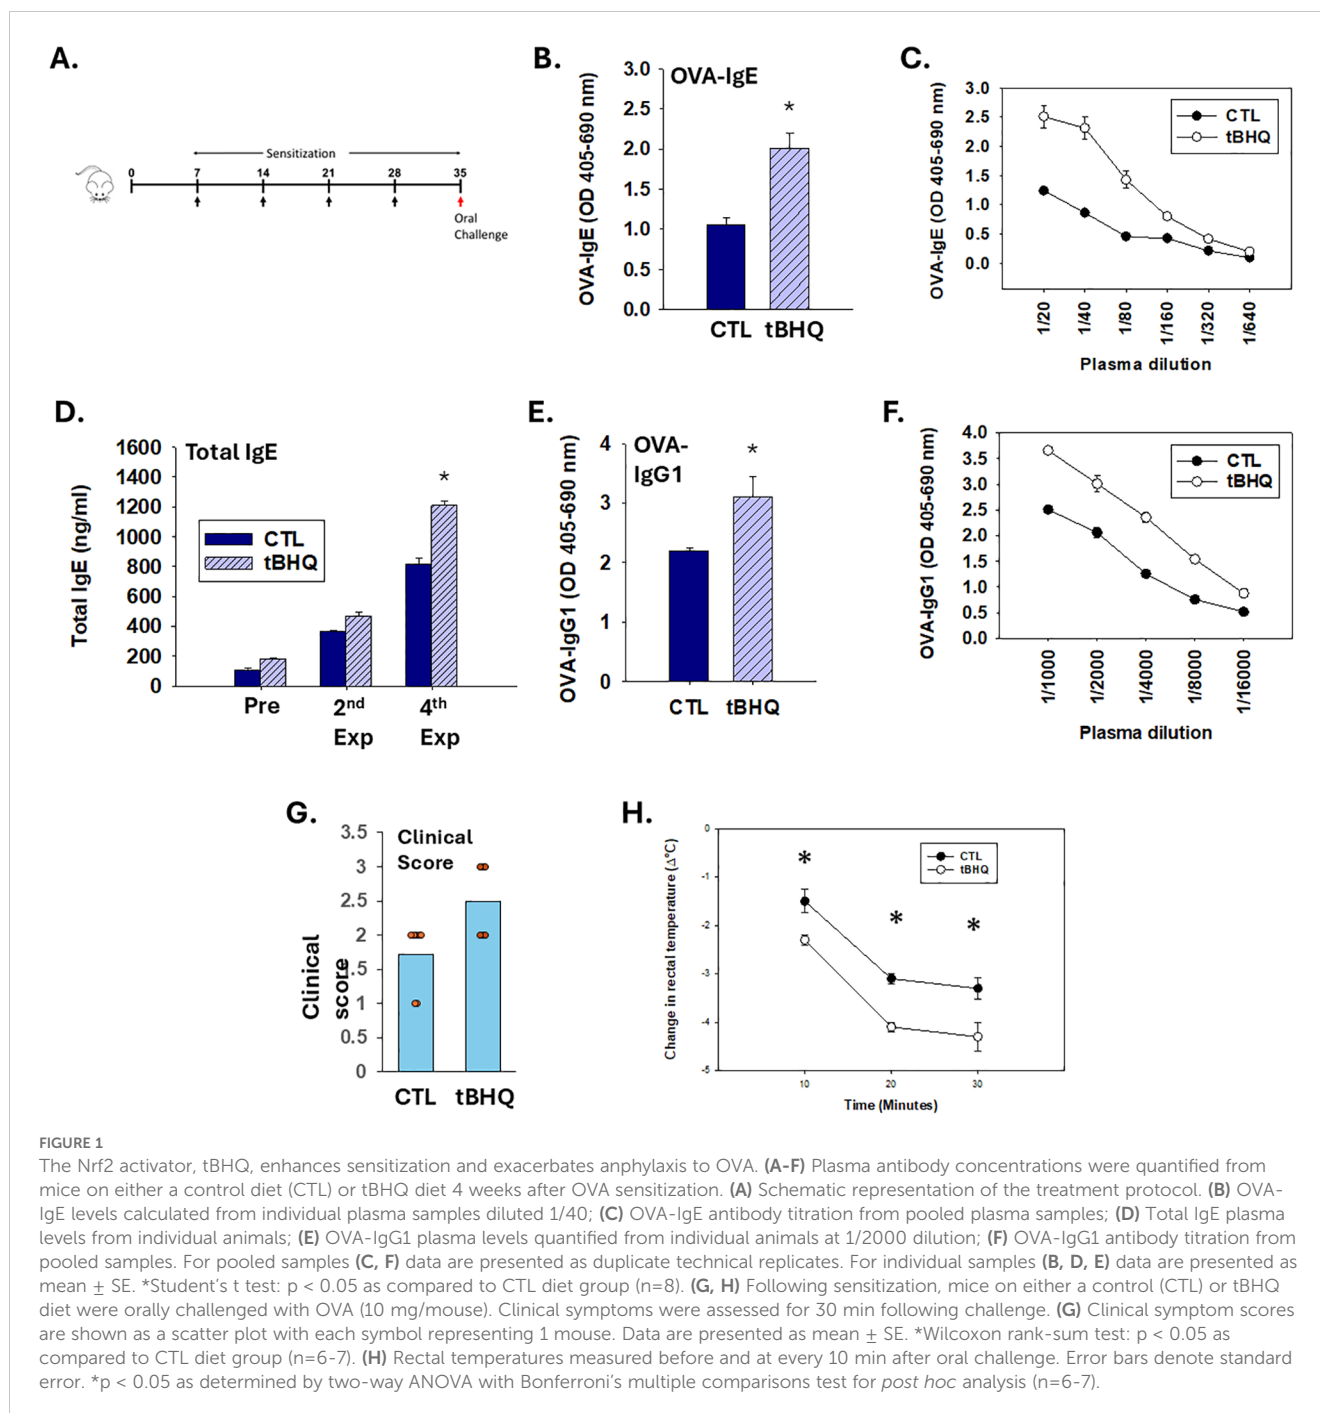 A.
Sensitization
0 7 14 21 28 35
Oral
Challenge
B.
OVA-IgE
*
OVA-IgE (OD 405-690 nm)
3.0
2.5
2.0
1.5
1.0
0.5
0.0
CTL tBHQ
C.
OVA-IgE (OD 405-690 nm)
3.0
2.5
2.0
1.5
1.0
0.5
0.0
CTL
tBHQ
1/20 1/40 1/80 1/160 1/320 1/640
Plasma dilution
D.
Total IgE
*
Total IgE (ng/ml)
1600
1400
1200
1000
800
600
400
200
0
CTL
tBHQ
Pre 2nd 4th
Exp Exp
E.
OVA-
IgG1
*
OVA-IgG1 (OD 405-690 nm)
4
3
2
1
0
CTL tBHQ
F.
OVA-IgG1 (OD 405-690 nm)
4.0
3.5
3.0
2.5
2.0
1.5
1.0
0.5
0.0
CTL
tBHQ
1/1000 1/2000 1/4000 1/8000 1/16000
Plasma dilution
G.
Clinical
Score
Clinical
score
3.5
3
2.5
2
1.5
1
0.5
0
CTL tBHQ
H.
Change in rectal temperature (Δ°C)
0
-1
-2
-3
-4
-5
CTL
tBHQ
* * *
10 20 30
Time (Minutes)
FIGURE 1
The Nrf2 activator, tBHQ, enhances sensitization and exacerbates anphylaxis to OVA. (A-F) Plasma antibody concentrations were quantified from
mice on either a control diet (CTL) or tBHQ diet 4 weeks after OVA sensitization. (A) Schematic representation of the treatment protocol. (B) OVA-
IgE levels calculated from individual plasma samples diluted 1/40; (C) OVA-IgE antibody titration from pooled plasma samples; (D) Total IgE plasma
levels from individual animals; (E) OVA-IgG1 plasma levels quantified from individual animals at 1/2000 dilution; (F) OVA-IgG1 antibody titration from
pooled samples. For pooled samples (C, F) data are presented as duplicate technical replicates. For individual samples (B, D, E) data are presented as
mean ± SE. *Student's t test: p < 0.05 as compared to CTL diet group (n=8). (G, H) Following sensitization, mice on either a control (CTL) or tBHQ
diet were orally challenged with OVA (10 mg/mouse). Clinical symptoms were assessed for 30 min following challenge. (G) Clinical symptom scores
are shown as a scatter plot with each symbol representing 1 mouse. Data are presented as mean ± SE. *Wilcoxon rank-sum test: p < 0.05 as
compared to CTL diet group (n=6-7). (H) Rectal temperatures measured before and at every 10 min after oral challenge. Error bars denote standard
error. *p < 0.05 as determined by two-way ANOVA with Bonferroni's multiple comparisons test for post hoc analysis (n=6-7).